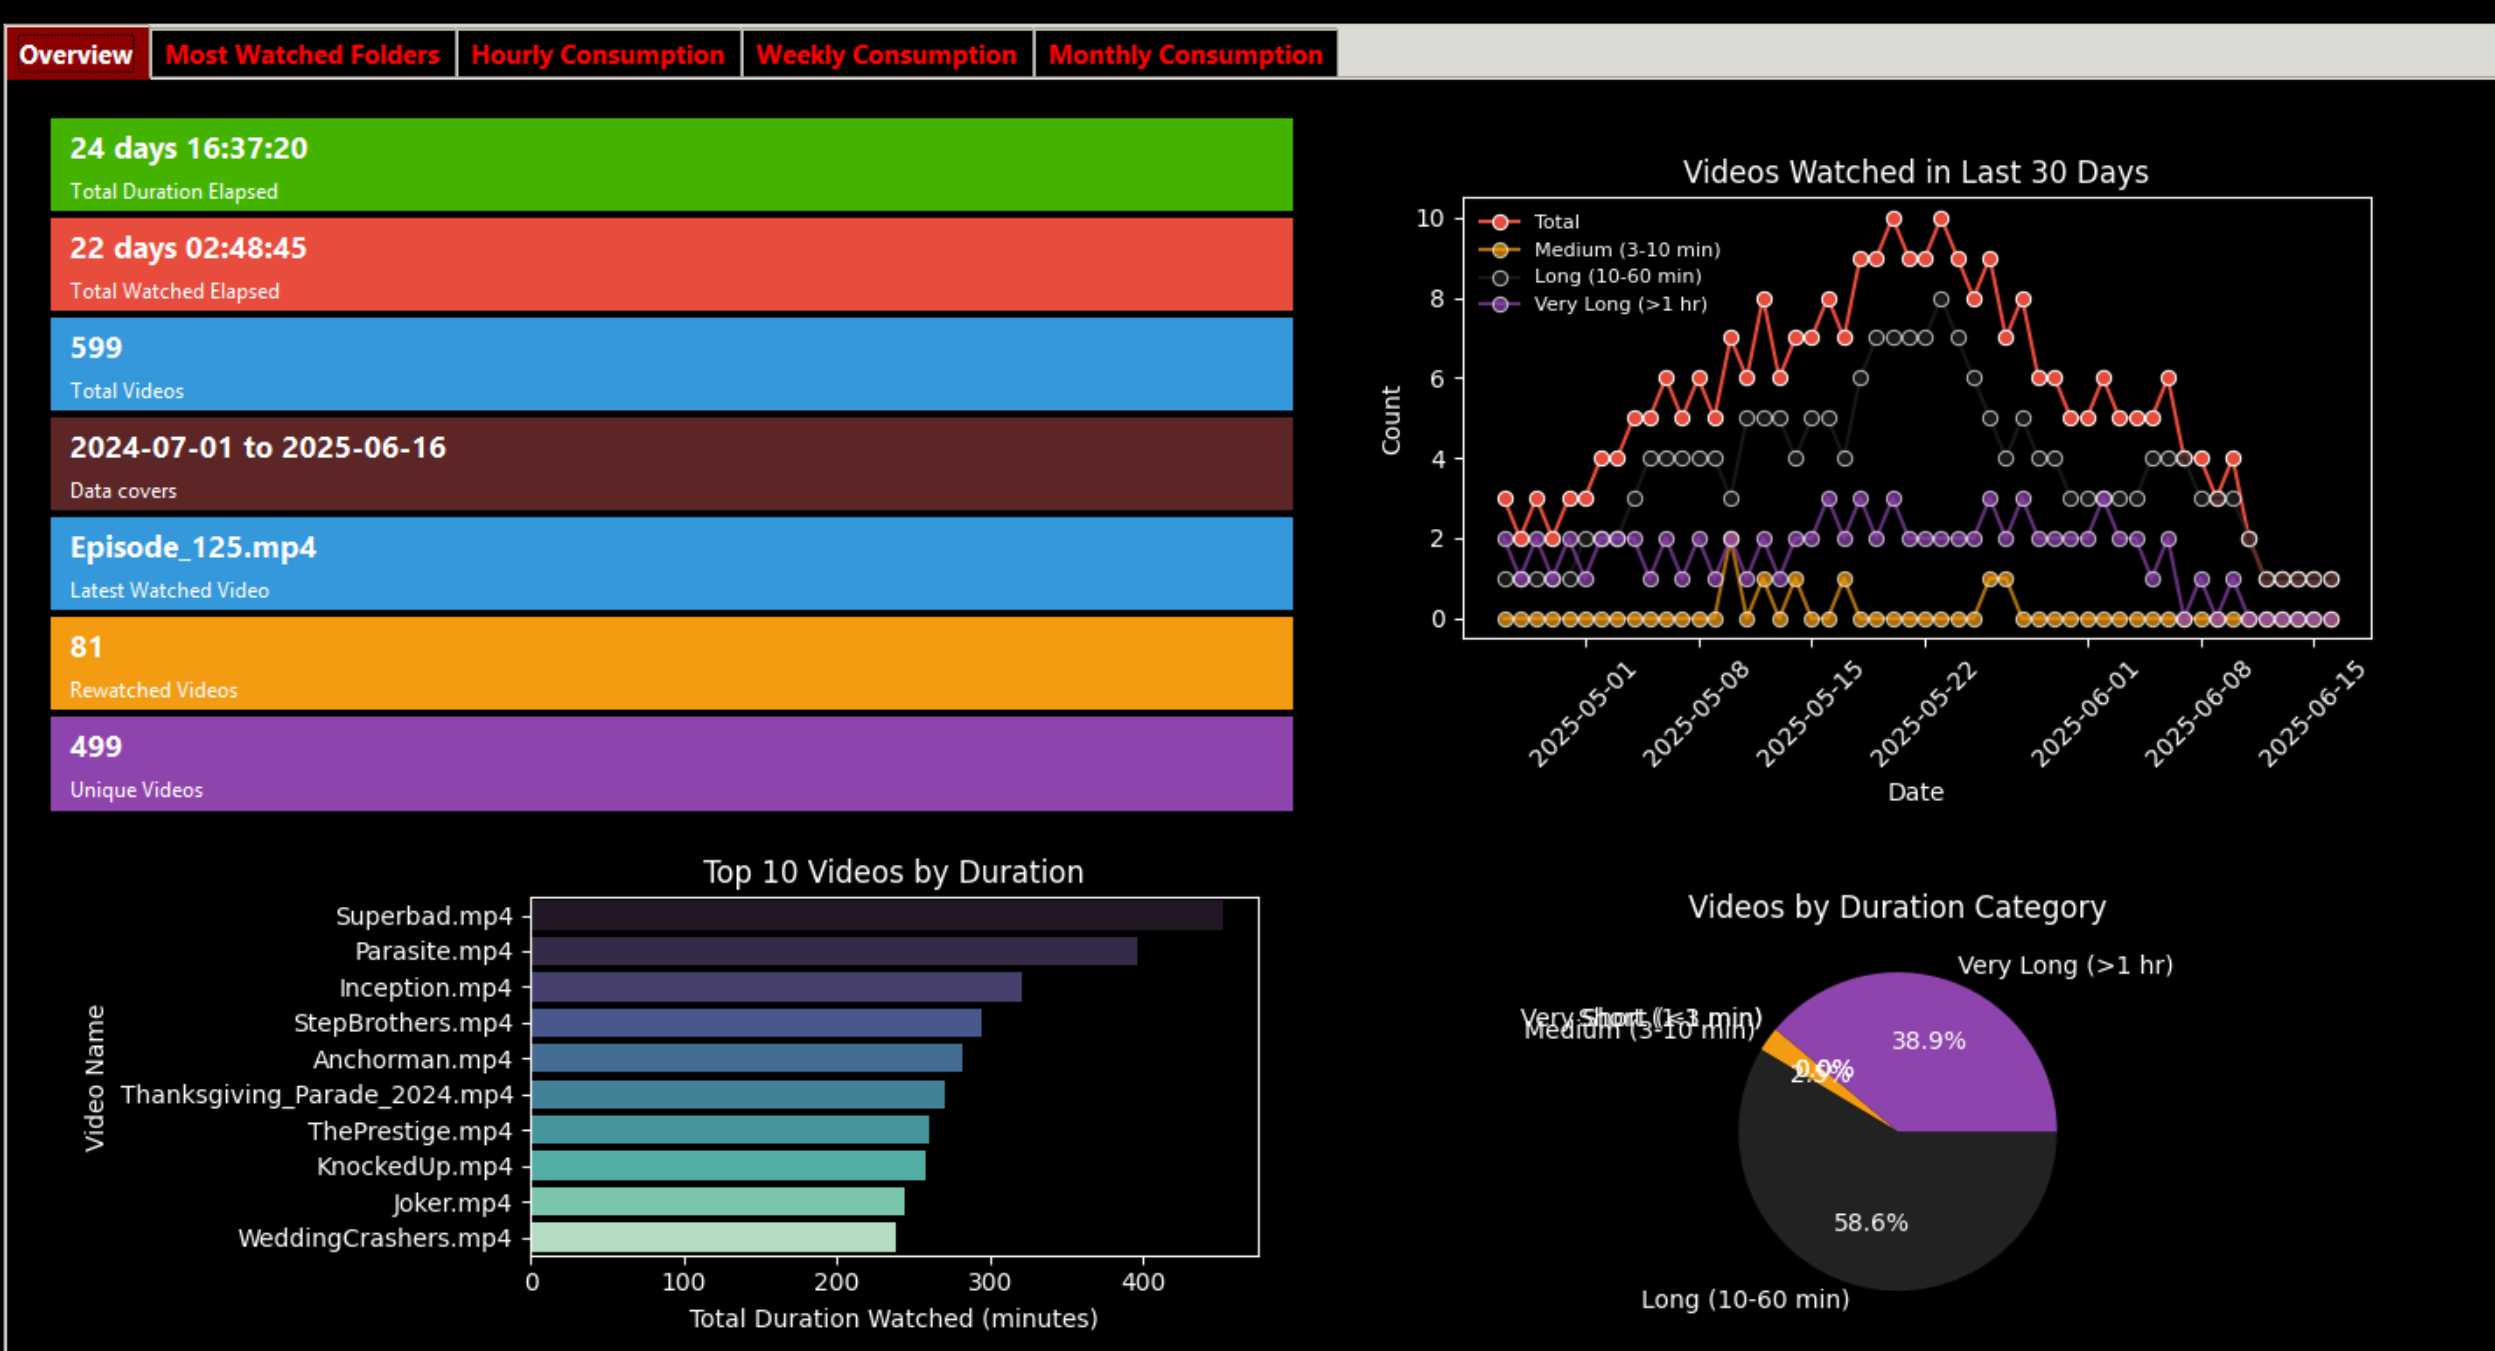 Overview Most Watched Folders Hourly Consumption Weekly Consumption Monthly Consumption
24 days 16:37:20
Total Duration Elapsed
22 days 02:48:45
Total Watched Elapsed
599
Total Videos
2024-07-01 to 2025-06-16
Data covers
Episode_125.mp4
Latest Watched Video
81
Rewatched Videos
499
Unique Videos
Videos Watched in Last 30 Days
Total
Medium (3-10 min)
Long (10-60 min)
Very Long (>1 hr)
10
8
6
4
2
0
Count
2025-05-01 2025-05-08 2025-05-15 2025-05-22 2025-06-01 2025-06-08 2025-06-15
Date
Top 10 Videos by Duration
Video Name
Superbad.mp4
Parasite.mp4
Inception.mp4
StepBrothers.mp4
Anchorman.mp4
Thanksgiving_Parade_2024.mp4
ThePrestige.mp4
KnockedUp.mp4
Joker.mp4
WeddingCrashers.mp4
0 100 200 300 400
Total Duration Watched (minutes)
Videos by Duration Category
Very Long (>1 hr)
38.9%
Medium (3-10 min)
58.6%
Long (10-60 min)